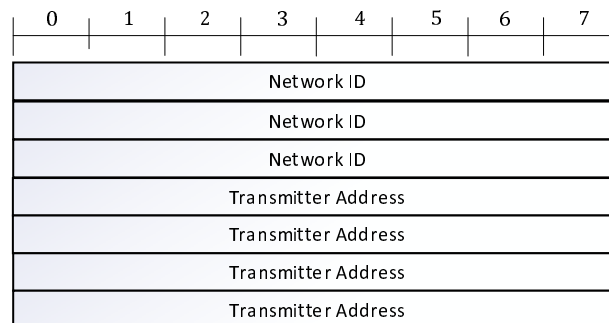 0 1 2 3 4 5 6 7
Network ID
Network ID
Network ID
Transmitter Address
Transmitter Address
Transmitter Address
Transmitter Address